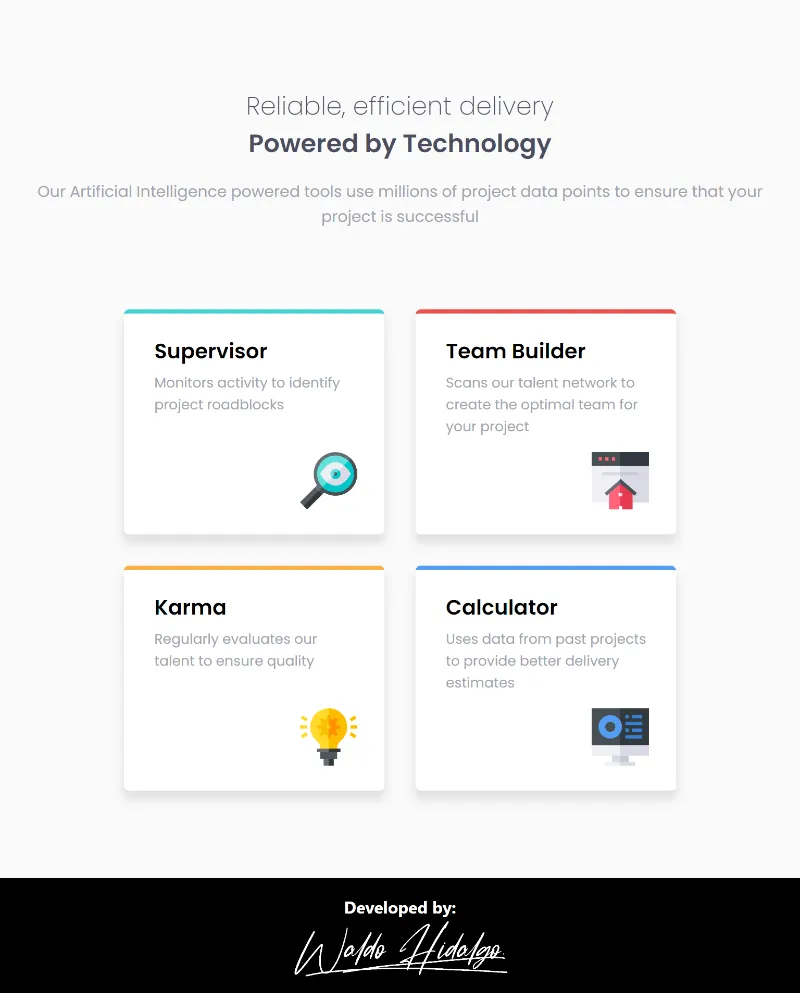 Reliable, efficient delivery
Powered by Technology
Our Artificial Intelligence powered tools use millions of project data points to ensure that your
project is successful
Supervisor
Monitors activity to identify
project roadblocks
Team Builder
Scans our talent network to
create the optimal team for
your project
Karma
Regularly evaluates our
talent to ensure quality
Calculator
Uses data from past projects
to provide better delivery
estimates
Developed by:
Waldo Hidalgo